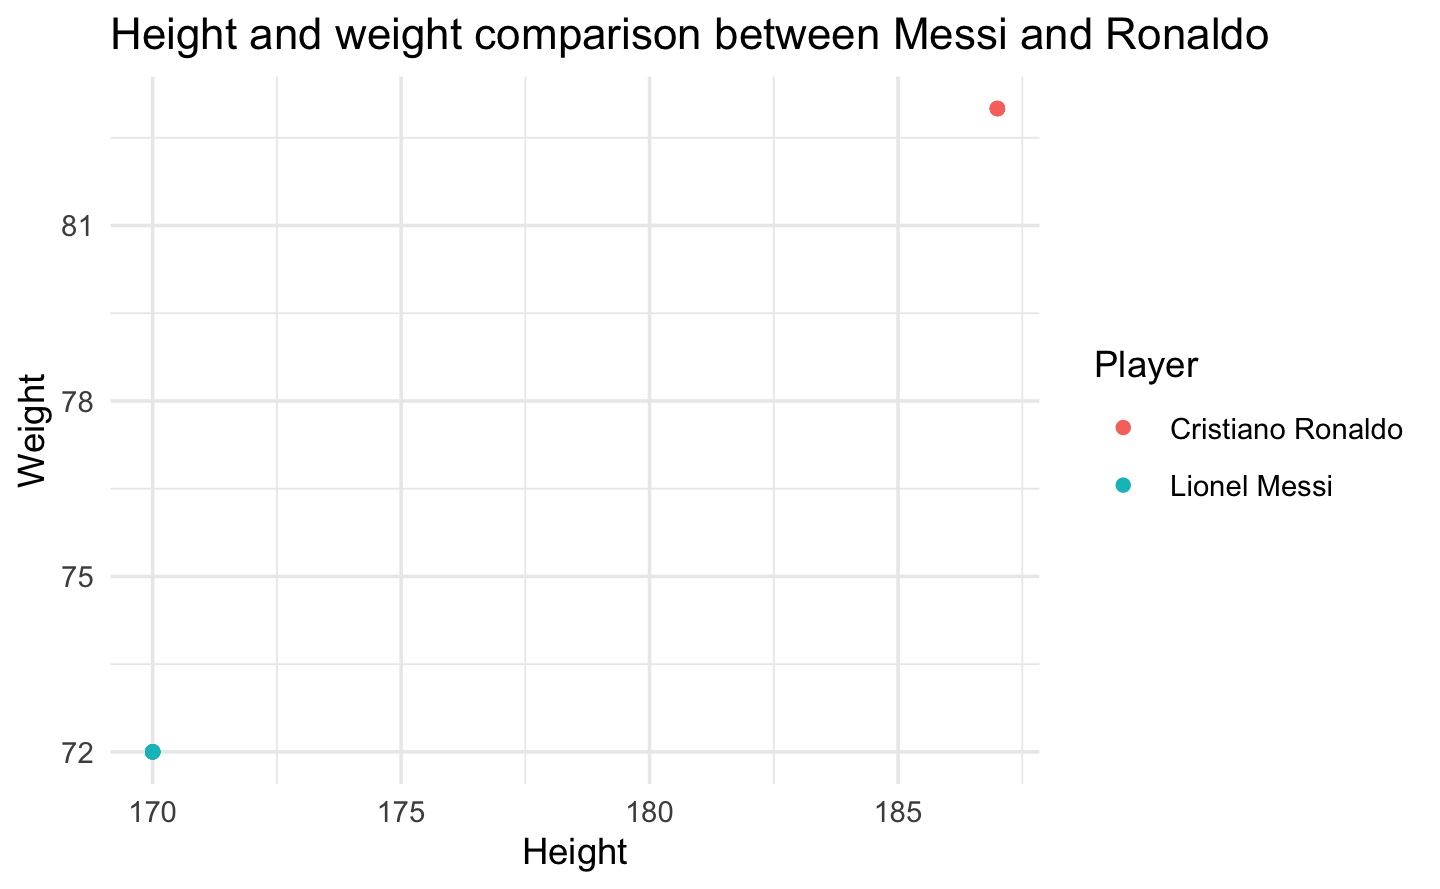 Height and weight comparison between Messi and Ronaldo
81
78
75
72
Weight
170 175 180 185
Height
Player
Cristiano Ronaldo
Lionel Messi